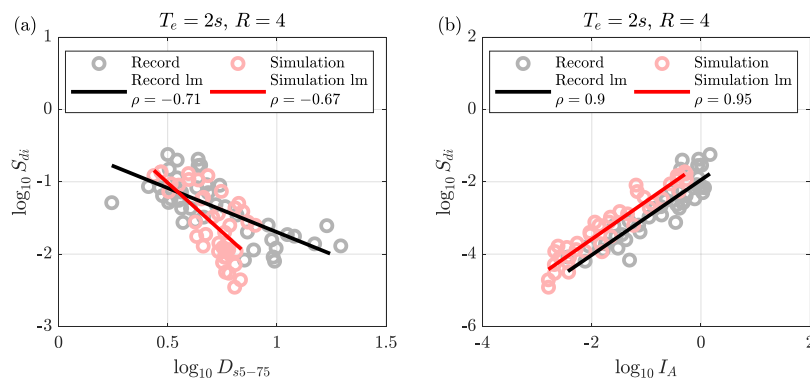 (a)
T_e = 2s, R = 4
Record
Simulation
Record lm
Simulation lm
ρ = −0.71
ρ = −0.67
log10 S_di
1
0
-1
-2
-3
0
0.5
1
1.5
log10 D_s5−75
(b)
T_e = 2s, R = 4
Record
Simulation
Record lm
Simulation lm
ρ = 0.9
ρ = 0.95
log10 S_di
2
0
-2
-4
-6
-4
-2
0
2
log10 I_A